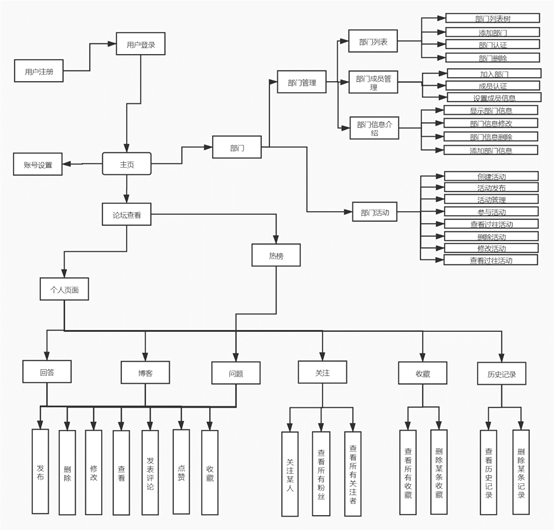 用户登录
用户注册
账号设置
主页
部门
部门管理
部门列表
部门列表树
添加部门
部门认证
部门删除
部门成员管
理
加入部门
成员认证
设置成员信息
部门信息介
绍
显示部门信息
部门信息修改
部门信息删除
添加部门信息
部门活动
创建活动
活动发布
活动管理
参与活动
查看过往活动
删除活动
修改活动
查看过往活动
论坛查看
热榜
个人页面
回答
博客
问题
关注
收藏
历史记录
发布
删除
修改
查看
发表评论
点赞
收藏
关注某人
查看所有粉丝
查看所有关注者
查看所有收藏
删除某条收藏
查看历史记录
删除某条记录